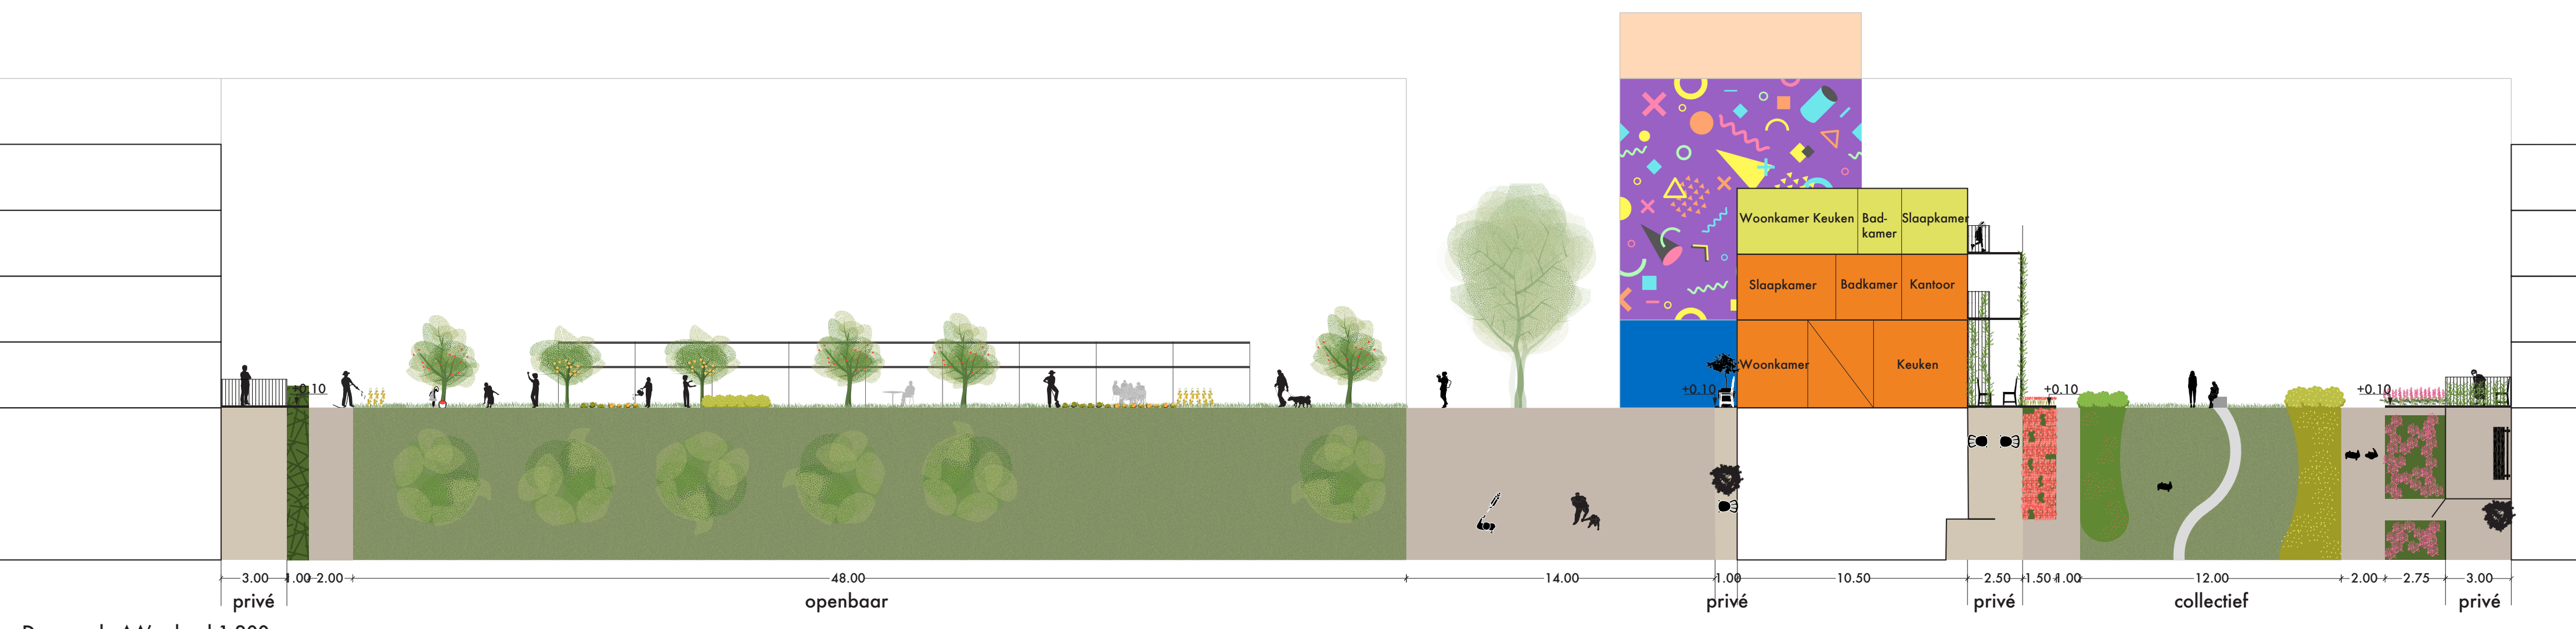 Woonkamer Keuken
Bad-
kamer
Slaapkamer
Slaapkamer
Badkamer
Kantoor
Woonkamer
Keuken
+0.10
+0.10
+0.10
+0.10
3.00
1.00
2.00
48.00
14.00
1.00
10.50
2.50
1.50
1.00
12.00
2.00
2.75
3.00
privé
openbaar
privé
privé
collectief
privé